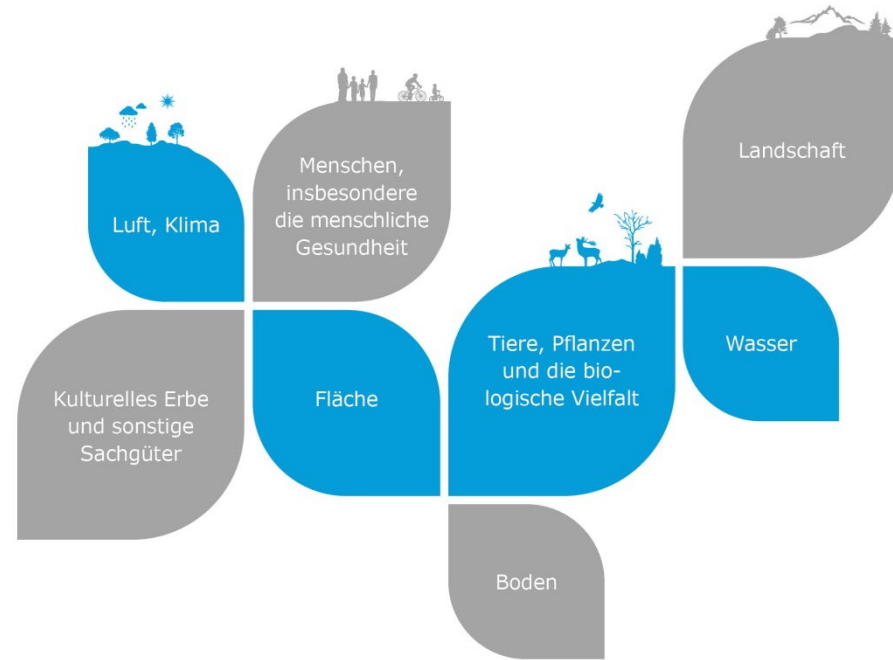 Luft, Klima
Menschen,
insbesondere
die menschliche
Gesundheit
Landschaft
Kulturelles Erbe
und sonstige
Sachgüter
Fläche
Tiere, Pflanzen
und die bio-
logische Vielfalt
Wasser
Boden